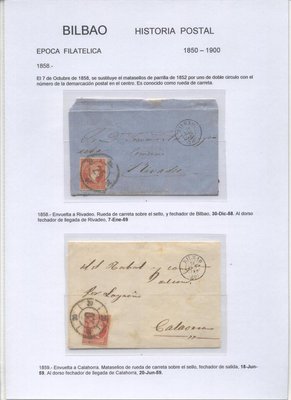 BILBAO HISTORIA POSTAL
EPOCA FILATELICA 1850 – 1900
1858.-
El 7 de Octubre de 1858, se sustituye el matasellos de parrilla de 1852 por uno de doble circulo con el
número de la demarcación postal en el centro. Es conocido como rueda de carreta.
Rivadeo
1858.- Envuelta a Rivadeo. Rueda de carreta sobre el sello, y fechador de Bilbao, 30-Dic-58. Al dorso
fechador de llegada de Rivadeo, 7-Ene-59
BILBAO
20
20
Calahorra
1859.- Envuelta a Calahorra, Matasellos de rueda de carreta sobre el sello, fechador de salida, 18-Jun-
59. Al dorso fechador de llegada de Calahorra, 20-Jun-59.